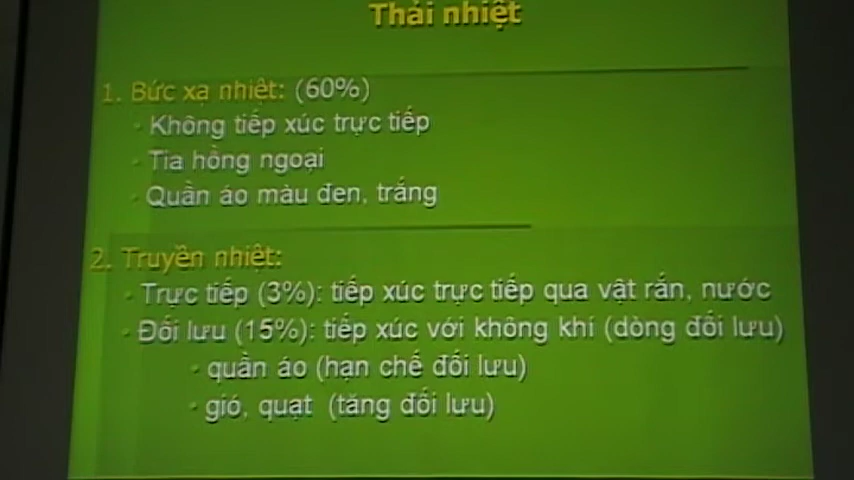 Thải nhiệt
1. Bức xạ nhiệt: (60%)
- Không tiếp xúc trực tiếp
- Tia hồng ngoại
- Quần áo màu đen, trắng
2. Truyền nhiệt:
- Trực tiếp (3%): tiếp xúc trực tiếp qua vật rắn, nước
- Đối lưu (15%): tiếp xúc với không khí (dòng đối lưu)
- quần áo (hạn chế đối lưu)
- gió, quạt (tăng đối lưu)